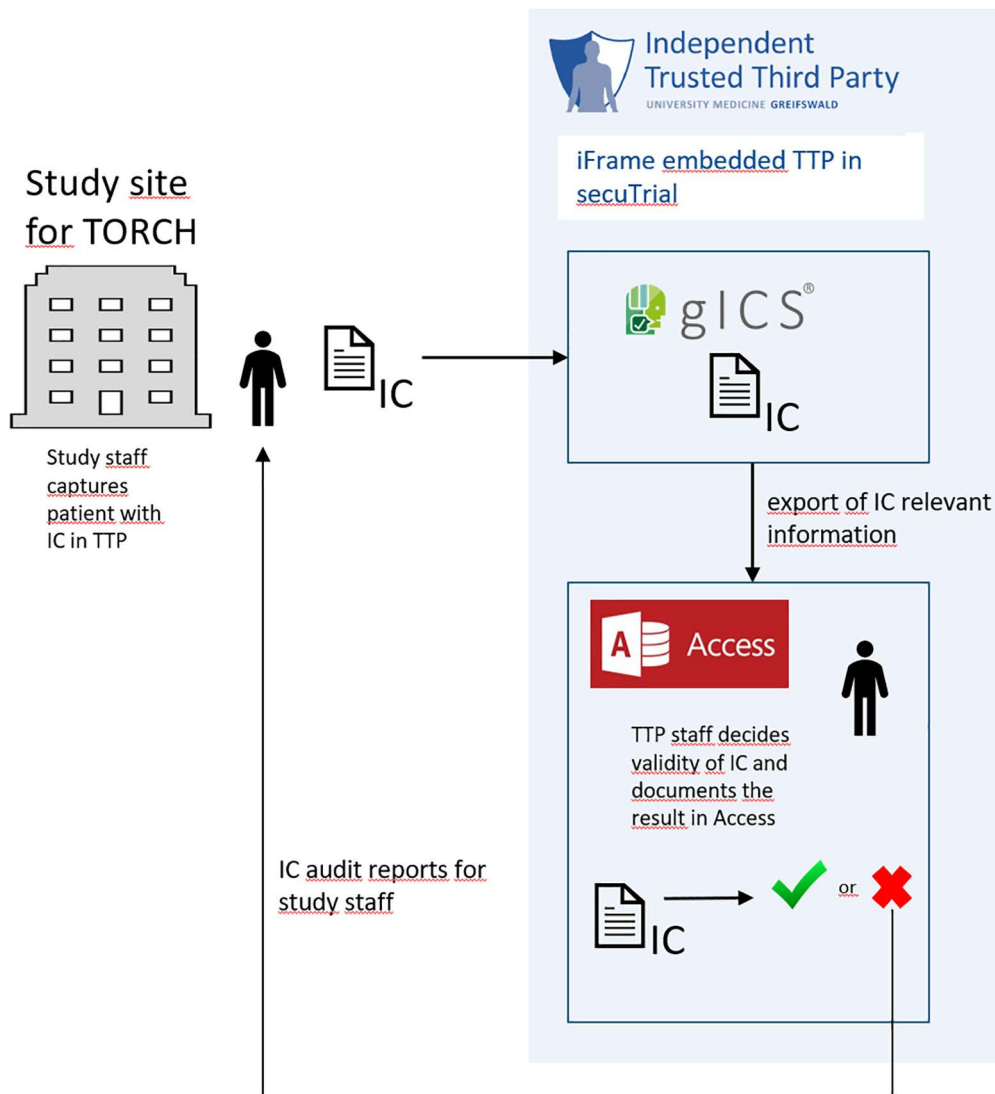 Independent
Trusted Third Party
UNIVERSITY MEDICINE GREIFSWALD
iFrame embedded TTP in
secuTrial
Study site
for TORCH
gICS®
IC
IC
Study staff
captures
patient with
IC in TTP
export of IC relevant
information
A Access
TTP staff decides
validity of IC and
documents the
result in Access
IC audit reports for
study staff
or
IC